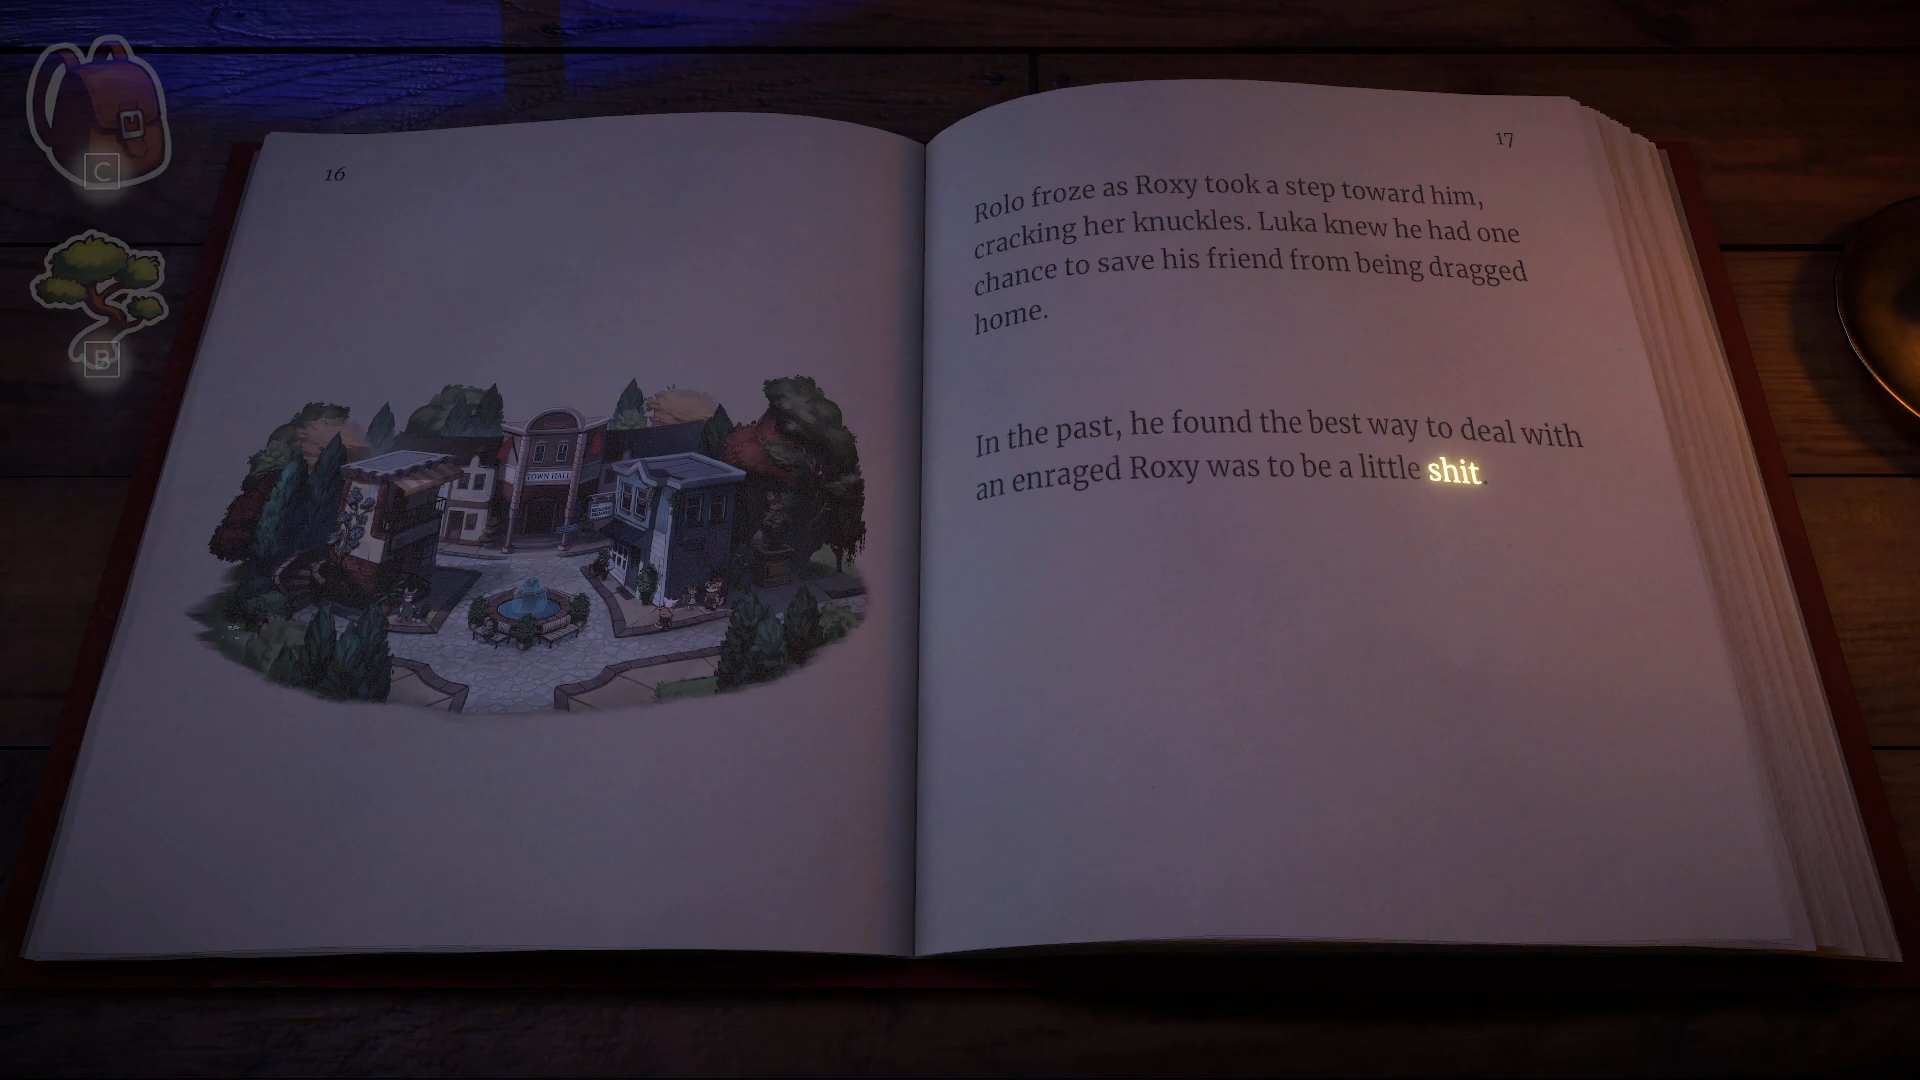 C
B
16
TOWN HALL
17
Rolo froze as Roxy took a step toward him,
cracking her knuckles. Luka knew he had one
chance to save his friend from being dragged
home.
In the past, he found the best way to deal with
an enraged Roxy was to be a little shit.